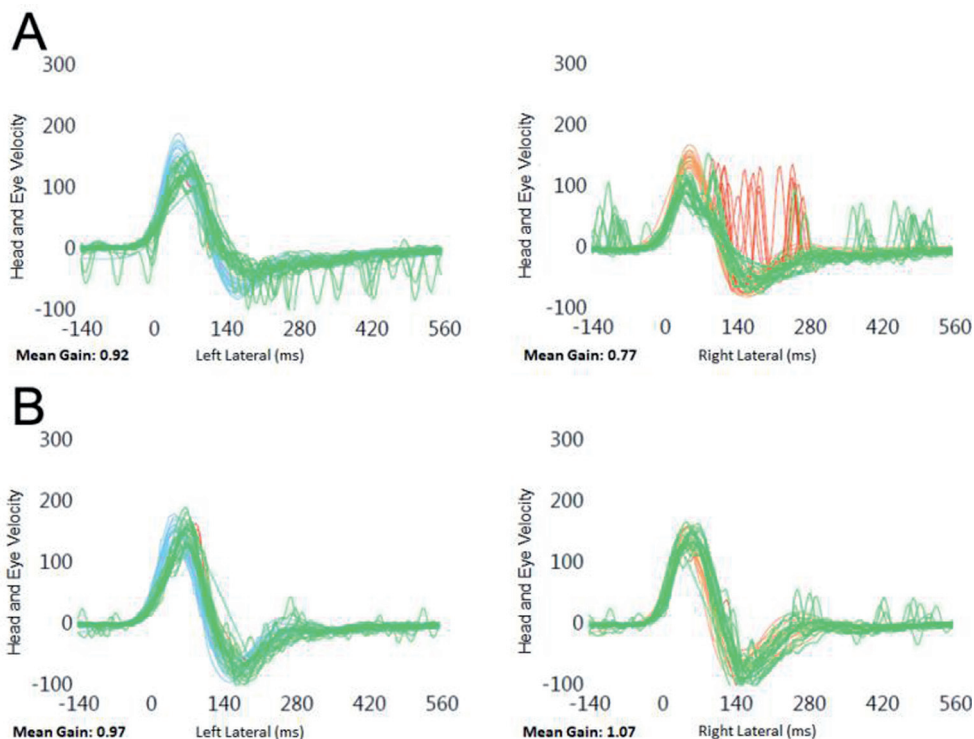 A
300
200
100
0
-100
-140 0 140 280 420 560
Head and Eye Velocity
Mean Gain: 0.92
Left Lateral (ms)
300
200
100
0
-100
-140 0 140 280 420 560
Head and Eye Velocity
Mean Gain: 0.77
Right Lateral (ms)
B
300
200
100
0
-100
-140 0 140 280 420 560
Head and Eye Velocity
Mean Gain: 0.97
Left Lateral (ms)
300
200
100
0
-100
-140 0 140 280 420 560
Head and Eye Velocity
Mean Gain: 1.07
Right Lateral (ms)